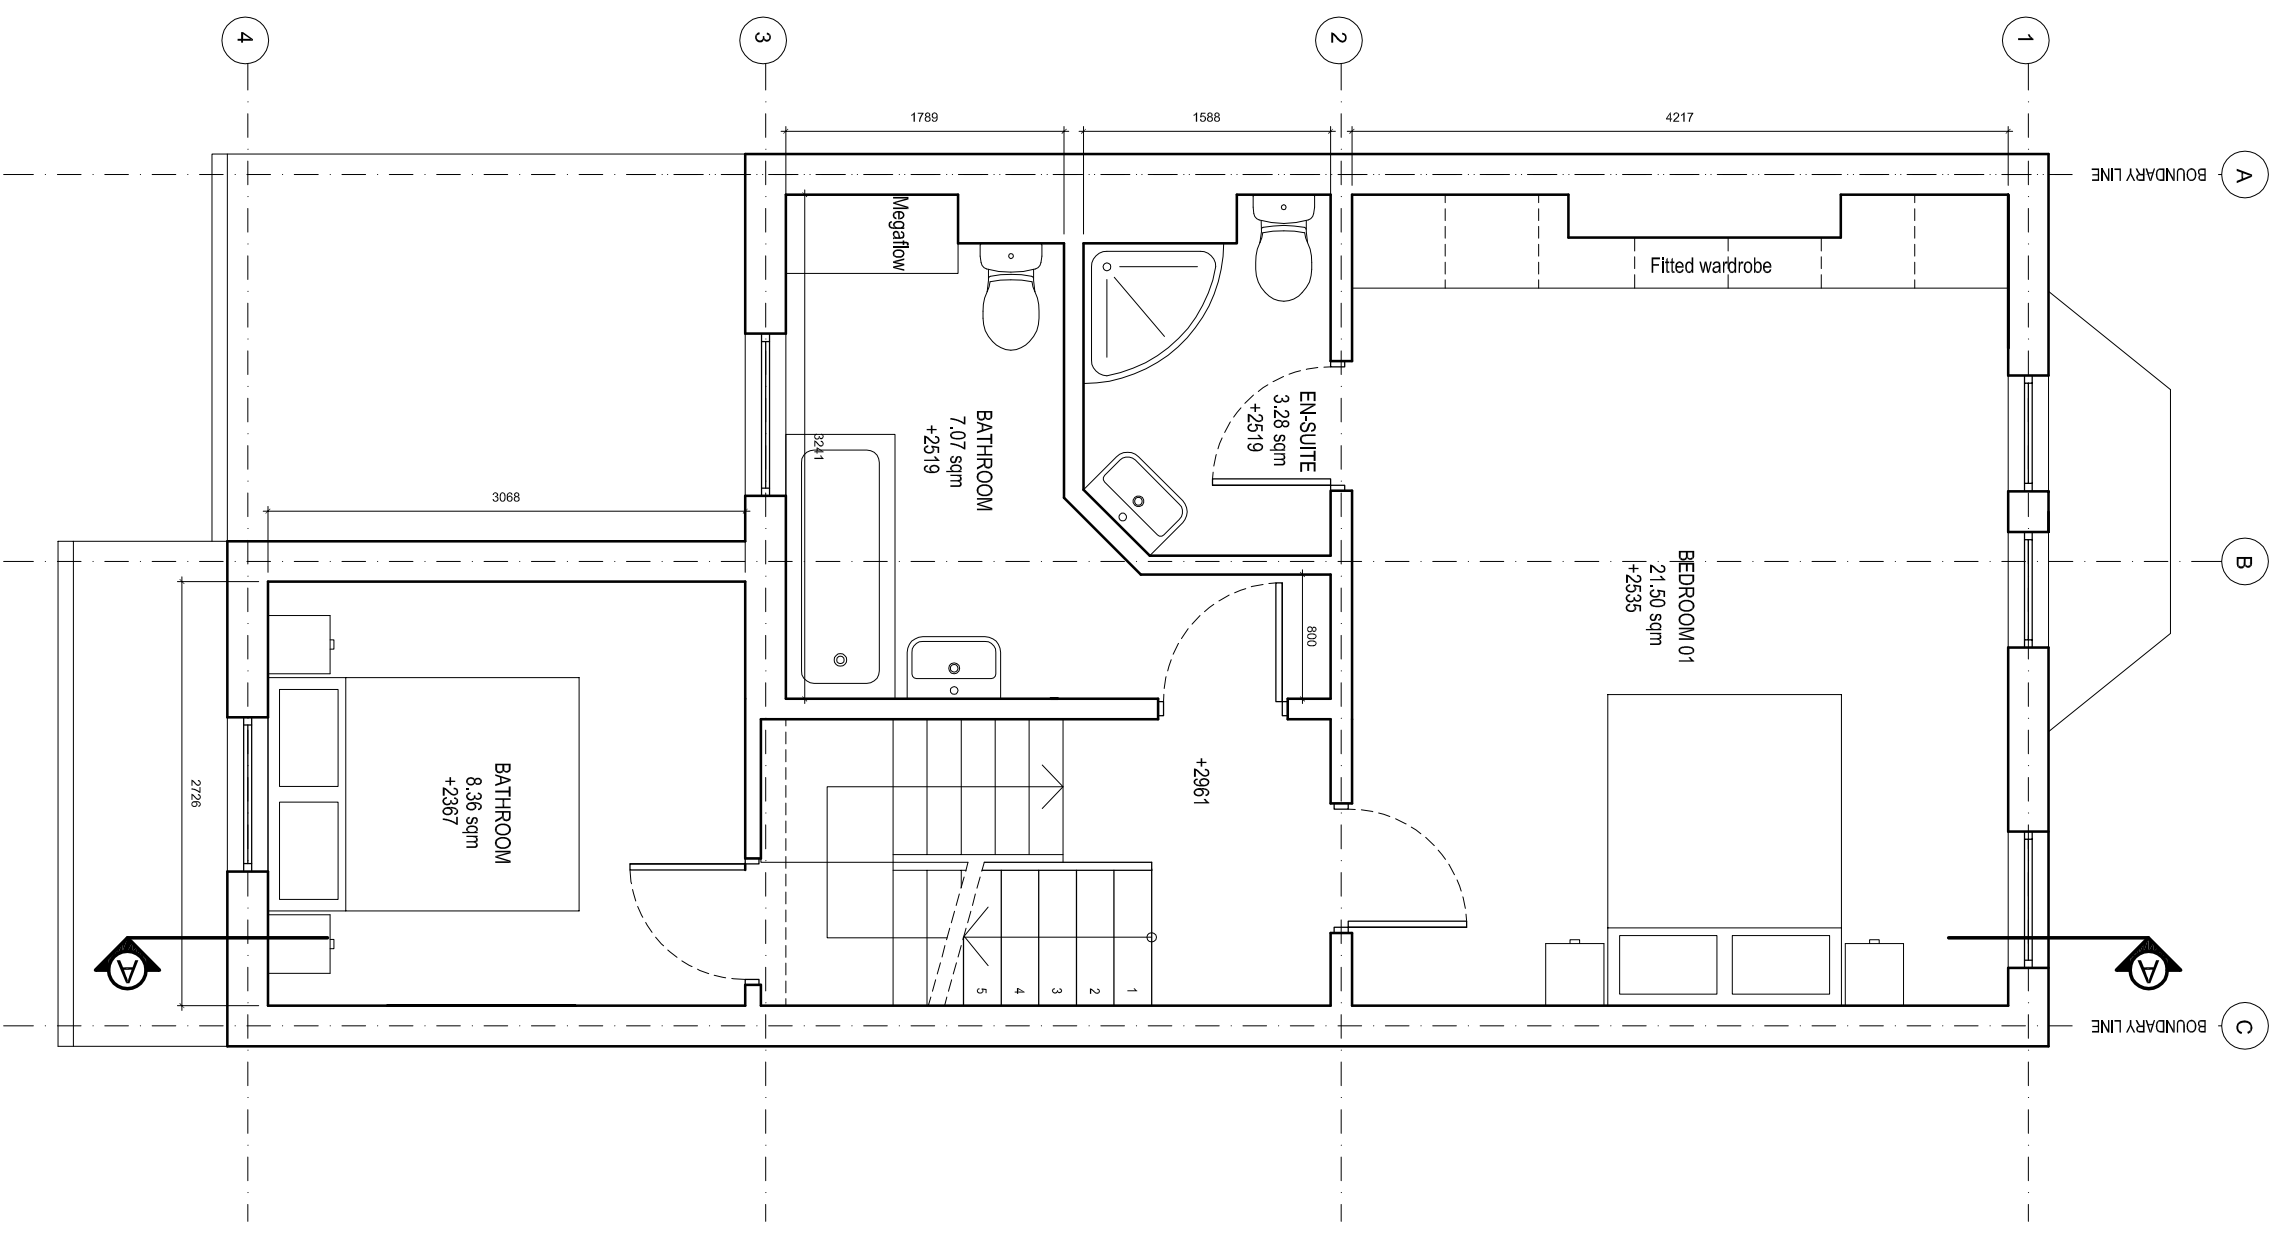 4
3
2
1
1789
1588
4217
BOUNDARY LINE
A
Megaflow
Fitted wardrobe
EN-SUITE
3.28 sqm
+2519
BATHROOM
7.07 sqm
+2519
3241
3068
B
BEDROOM 01
21.50 sqm
+2535
800
2726
BATHROOM
8.36 sqm
+2367
+2961
A
A
5
4
3
2
1
BOUNDARY LINE
C